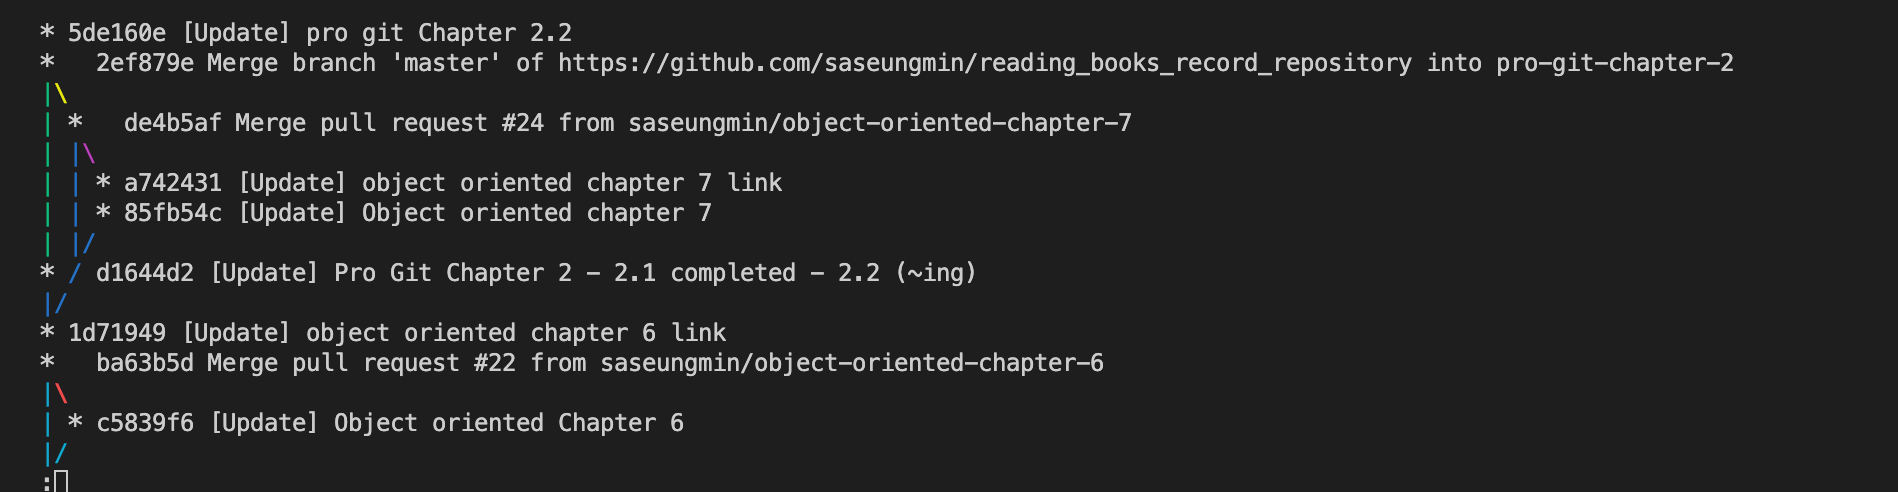 * 5de160e [Update] pro git Chapter 2.2
*   2ef879e Merge branch 'master' of https://github.com/saseungmin/reading_books_record_repository into pro-git-chapter-2
|\
| *   de4b5af Merge pull request #24 from saseungmin/object-oriented-chapter-7
| |\
| | * a742431 [Update] object oriented chapter 7 link
| | * 85fb54c [Update] Object oriented chapter 7
| |/
* / d1644d2 [Update] Pro Git Chapter 2 - 2.1 completed - 2.2 (~ing)
|/
* 1d71949 [Update] object oriented chapter 6 link
*   ba63b5d Merge pull request #22 from saseungmin/object-oriented-chapter-6
|\
| * c5839f6 [Update] Object oriented Chapter 6
|/
: